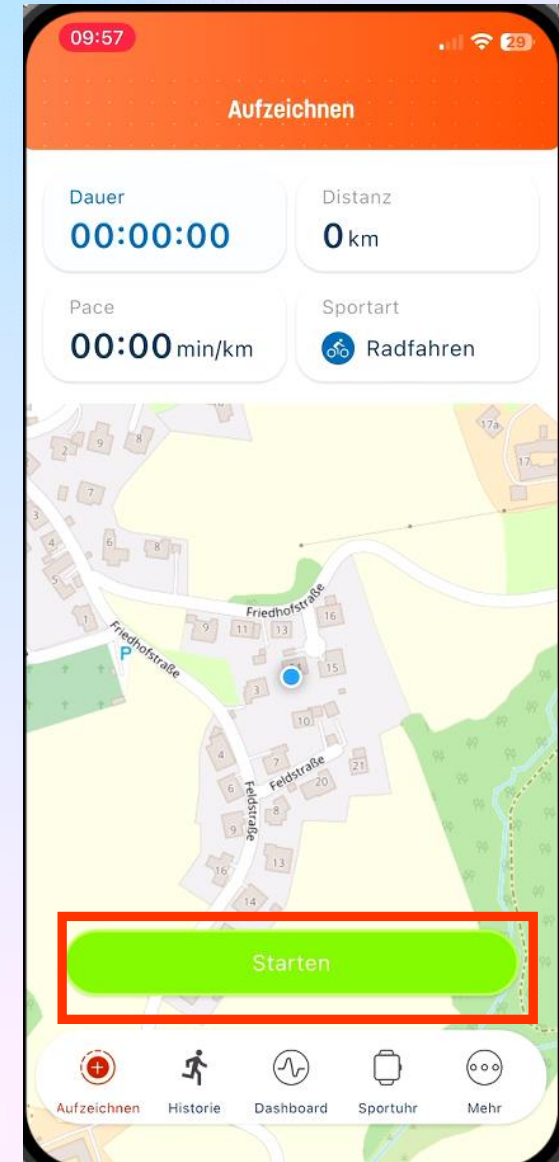 09:57
29
Aufzeichnen
Dauer
00:00:00
Distanz
0 km
Pace
00:00 min/km
Sportart
Radfahren
17a
2
9
8
17
7
3
4
6
8
5
1
Friedhofstraße
16
9
11
13
Friedhofstraße
P
14
15
3
10
4
7
21
Feldstraße
6
20
Feldstraße
8
9
16
13
14
Starten
Aufzeichnen
Historie
Dashboard
Sportuhr
Mehr